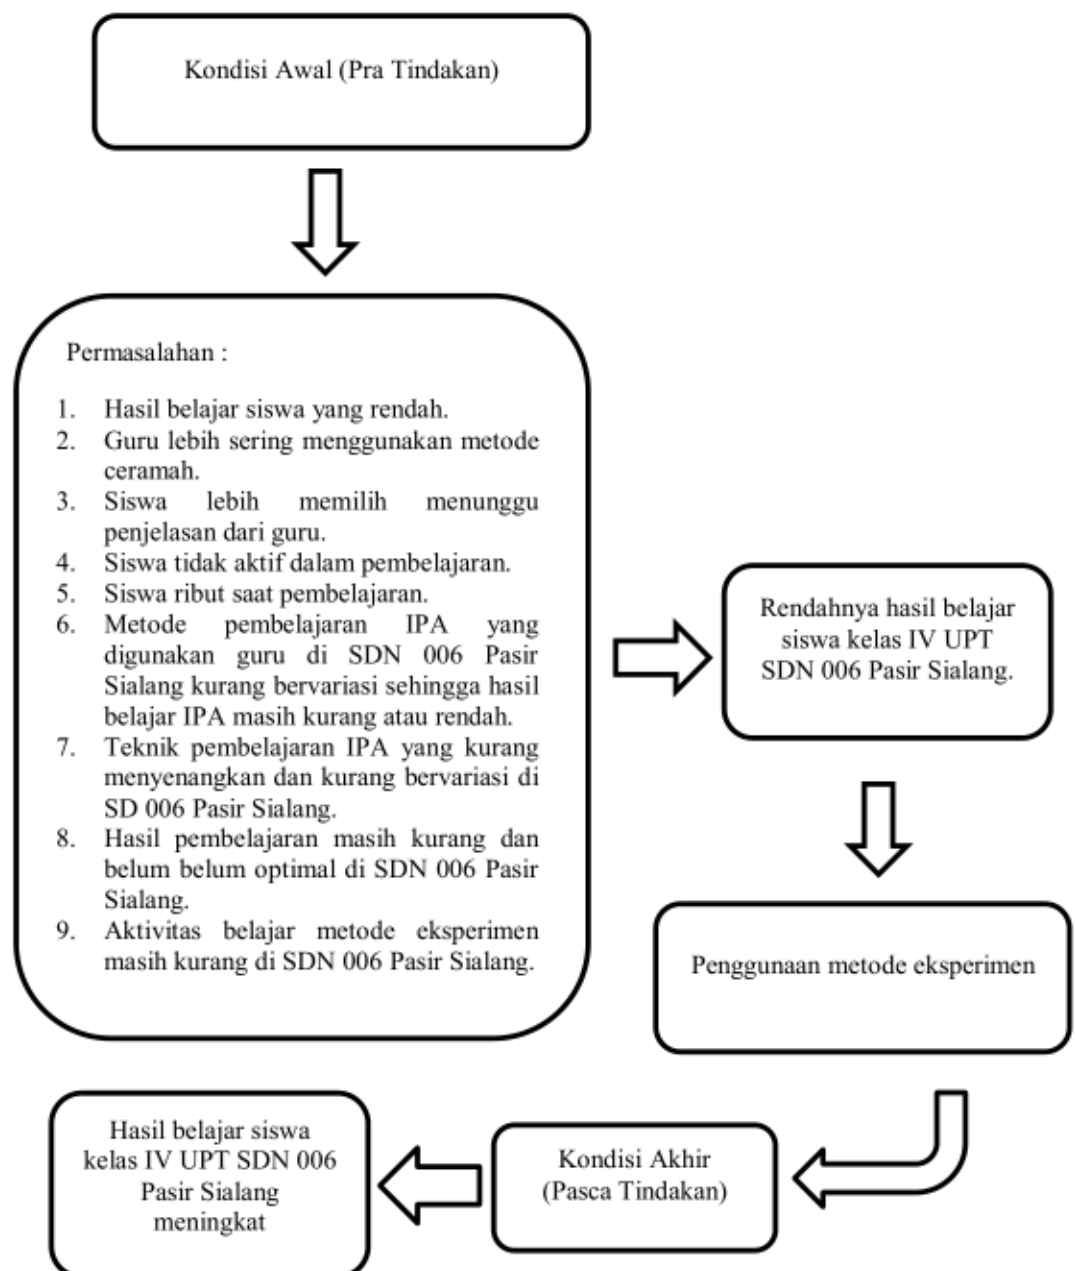 Kondisi Awal (Pra Tindakan)
Permasalahan :
1. Hasil belajar siswa yang rendah.
2. Guru lebih sering menggunakan metode
ceramah.
3. Siswa lebih memilih menunggu
penjelasan dari guru.
4. Siswa tidak aktif dalam pembelajaran.
5. Siswa ribut saat pembelajaran.
6. Metode pembelajaran IPA yang
digunakan guru di SDN 006 Pasir
Sialang kurang bervariasi sehingga hasil
belajar IPA masih kurang atau rendah.
7. Teknik pembelajaran IPA yang kurang
menyenangkan dan kurang bervariasi di
SD 006 Pasir Sialang.
8. Hasil pembelajaran masih kurang dan
belum belum optimal di SDN 006 Pasir
Sialang.
9. Aktivitas belajar metode eksperimen
masih kurang di SDN 006 Pasir Sialang.
Rendahnya hasil belajar
siswa kelas IV UPT
SDN 006 Pasir Sialang.
Penggunaan metode eksperimen
Kondisi Akhir
(Pasca Tindakan)
Hasil belajar siswa
kelas IV UPT SDN 006
Pasir Sialang
meningkat